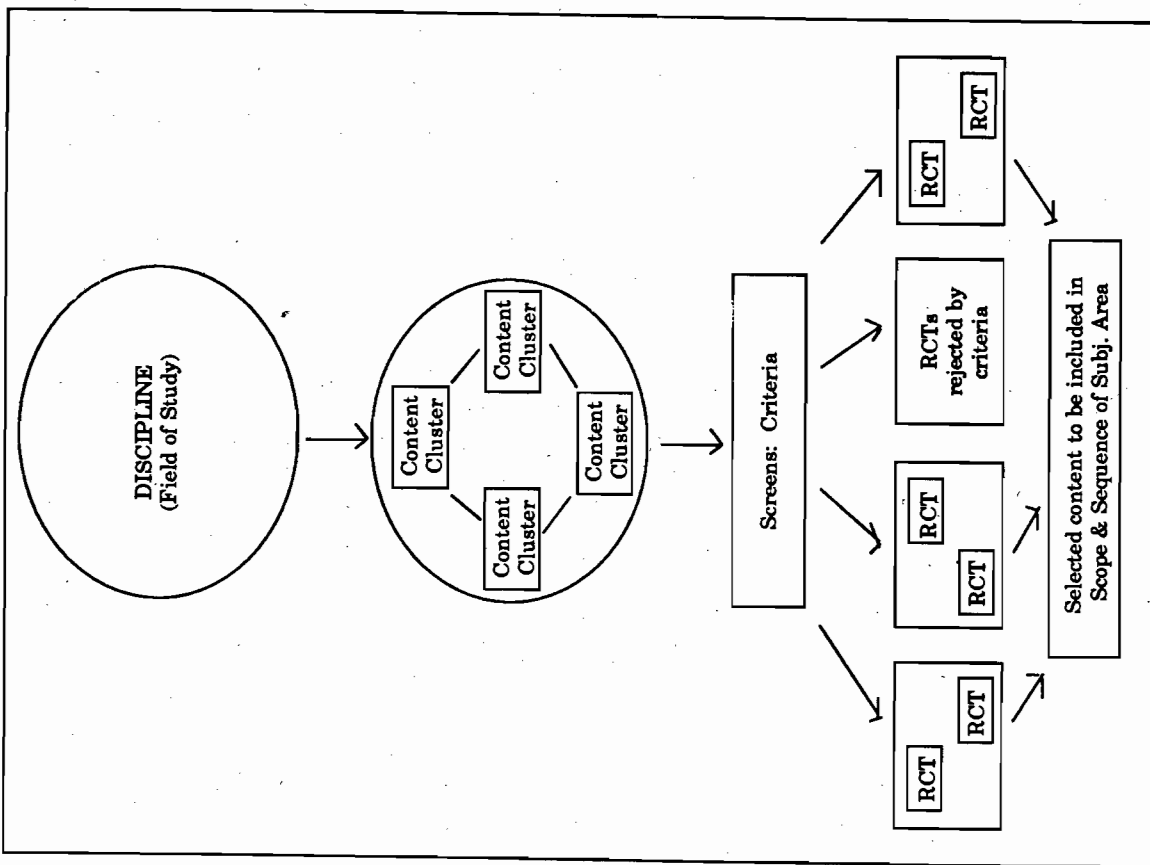 DISCIPLINE
(Field of Study)
Content
Cluster
Content
Cluster
Content
Cluster
Content
Cluster
Screens: Criteria
RCT
RCT
RCT
RCT
RCTs
rejected by
criteria
RCT
RCT
Selected content to be included in
Scope & Sequence of Subj. Area